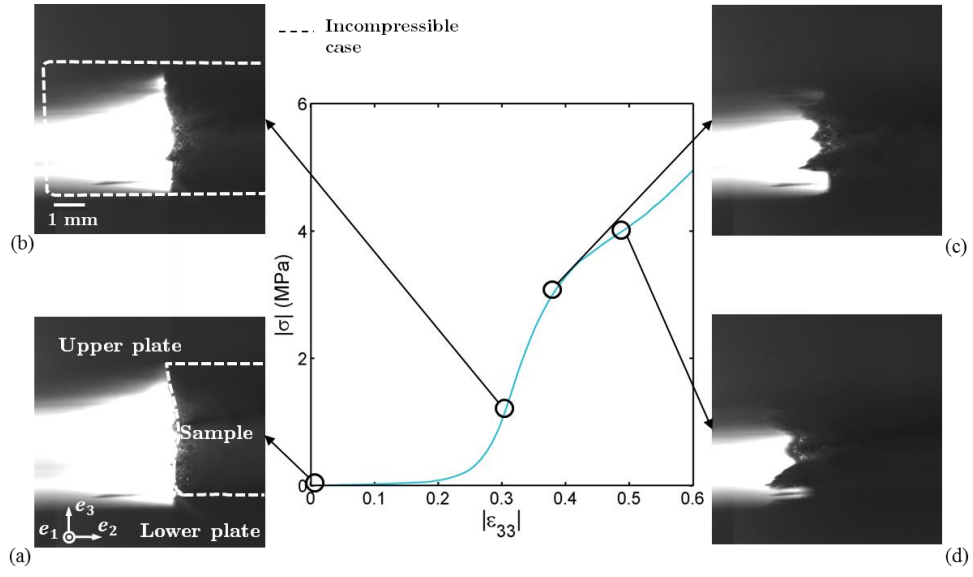 Incompressible
case
1 mm
(b)
(c)
6
4
2
0
|σ| (MPa)
0
0.1
0.2
0.3
0.4
0.5
0.6
|ε33|
Upper plate
Sample
e3
e1
e2
Lower plate
(a)
(d)